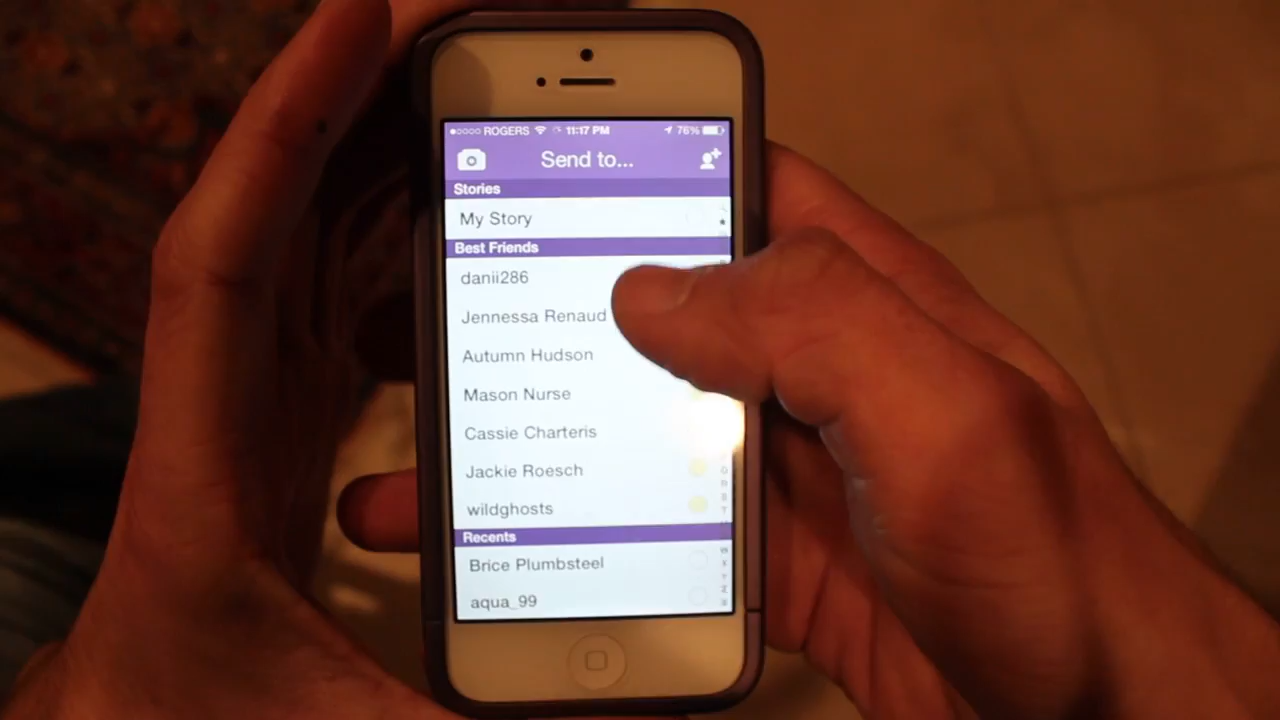 ROGERS 11:17 PM 76%
Send to...
Stories
My Story
Best Friends
danii286
Jennessa Renaud
Autumn Hudson
Mason Nurse
Cassie Charteris
Jackie Roesch
wildghosts
Recents
Brice Plumbsteel
aqua_99